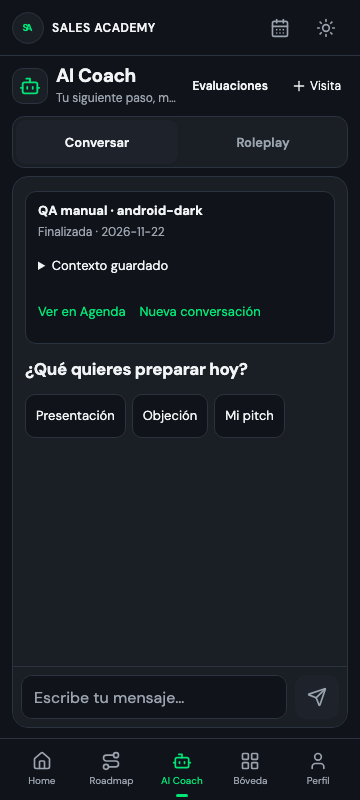 SA SALES ACADEMY
AI Coach
Tu siguiente paso, m...
Evaluaciones
+ Visita
Conversar
Roleplay
QA manual · android-dark
Finalizada · 2026-11-22
▶ Contexto guardado
Ver en Agenda Nueva conversación
¿Qué quieres preparar hoy?
Presentación Objeción Mi pitch
Escribe tu mensaje...
Home Roadmap AI Coach Bóveda Perfil